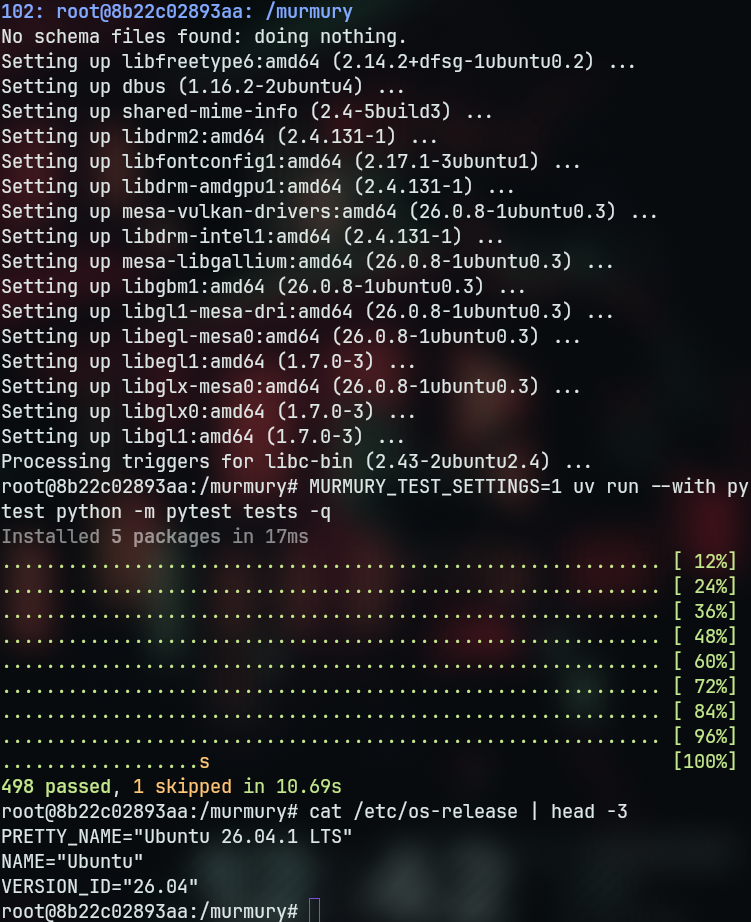 102: root@8b22c02893aa: /murmury
No schema files found: doing nothing.
Setting up libfreetype6:amd64 (2.14.2+dfsg-1ubuntu0.2) ...
Setting up dbus (1.16.2-2ubuntu4) ...
Setting up shared-mime-info (2.4-5build3) ...
Setting up libdrm2:amd64 (2.4.131-1) ...
Setting up libfontconfig1:amd64 (2.17.1-3ubuntu1) ...
Setting up libdrm-amdgpu1:amd64 (2.4.131-1) ...
Setting up mesa-vulkan-drivers:amd64 (26.0.8-1ubuntu0.3) ...
Setting up libdrm-intel1:amd64 (2.4.131-1) ...
Setting up mesa-libgallium:amd64 (26.0.8-1ubuntu0.3) ...
Setting up libgbm1:amd64 (26.0.8-1ubuntu0.3) ...
Setting up libgl1-mesa-dri:amd64 (26.0.8-1ubuntu0.3) ...
Setting up libegl-mesa0:amd64 (26.0.8-1ubuntu0.3) ...
Setting up libegl1:amd64 (1.7.0-3) ...
Setting up libglx-mesa0:amd64 (26.0.8-1ubuntu0.3) ...
Setting up libglx0:amd64 (1.7.0-3) ...
Setting up libgl1:amd64 (1.7.0-3) ...
Processing triggers for libc-bin (2.43-2ubuntu2.4) ...
root@8b22c02893aa:/murmury# MURMURY_TEST_SETTINGS=1 uv run --with py
test python -m pytest tests -q
Installed 5 packages in 17ms
............................................................ [ 12%]
............................................................ [ 24%]
............................................................ [ 36%]
............................................................ [ 48%]
............................................................ [ 60%]
............................................................ [ 72%]
............................................................ [ 84%]
............................................................ [ 96%]
..................s [100%]
498 passed, 1 skipped in 10.69s
root@8b22c02893aa:/murmury# cat /etc/os-release | head -3
PRETTY_NAME="Ubuntu 26.04.1 LTS"
NAME="Ubuntu"
VERSION_ID="26.04"
root@8b22c02893aa:/murmury#